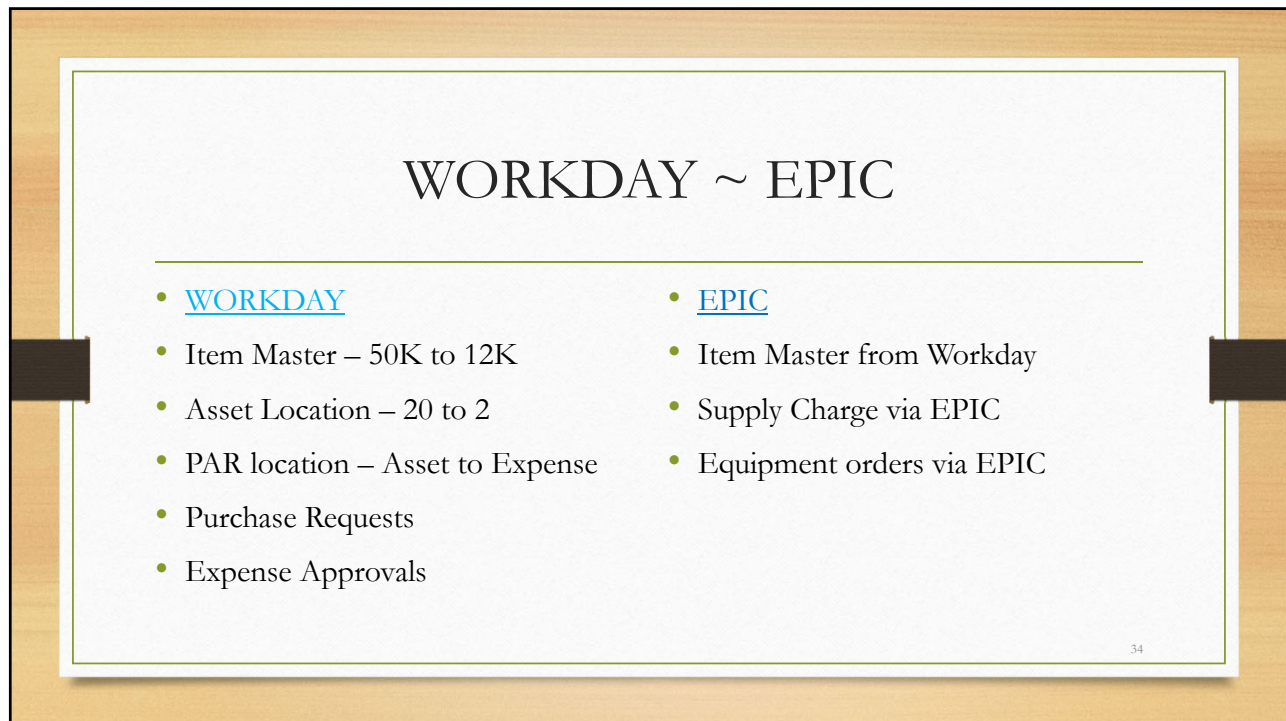 WORKDAY ~ EPIC
• WORKDAY
• Item Master – 50K to 12K
• Asset Location – 20 to 2
• PAR location – Asset to Expense
• Purchase Requests
• Expense Approvals
• EPIC
• Item Master from Workday
• Supply Charge via EPIC
• Equipment orders via EPIC
34